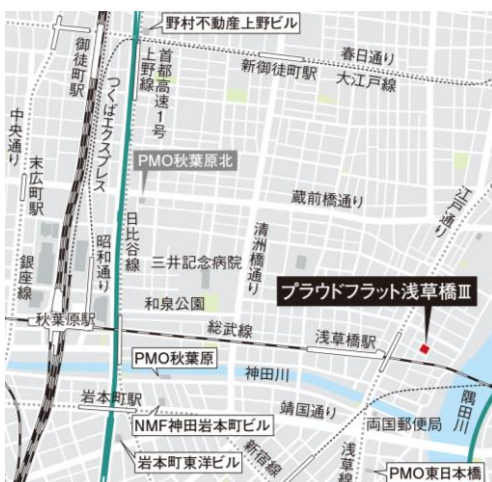 野村不動産上野ビル
御徒町駅
首都高速1号
上野線
新御徒町駅
春日通り
大江戸線
つくばエクスプレス
中央通り
末広町駅
PMO秋葉原北
蔵前橋通り
江戸通り
清洲橋通り
日比谷線
昭和通り
三井記念病院
銀座線
和泉公園
プラウドフラット浅草橋Ⅲ
秋葉原駅
総武線
浅草橋駅
PMO秋葉原
神田川
岩本町駅
靖国通り
隅田川
NMF神田岩本町ビル
両国郵便局
新宿線
浅草線
岩本町東洋ビル
PMO東日本橋